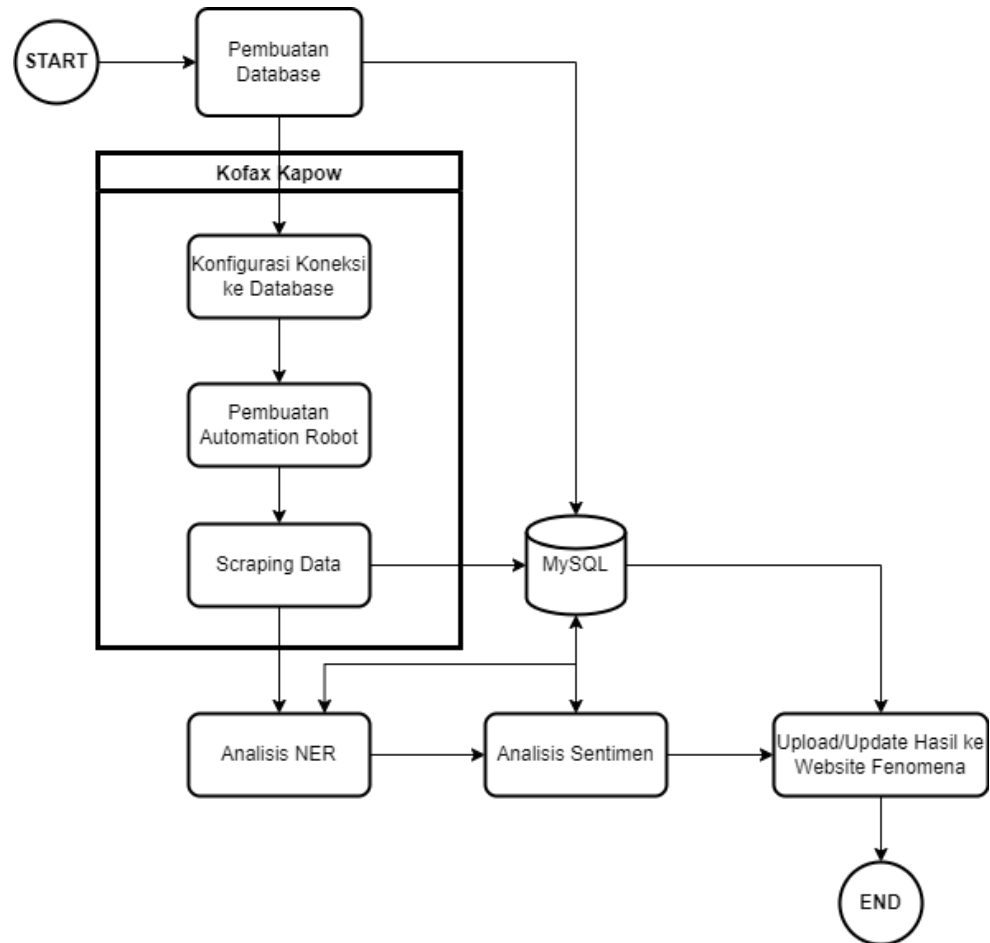 START
Pembuatan
Database
Kofax Kapow
Konfigurasi Koneksi
ke Database
Pembuatan
Automation Robot
Scraping Data
MySQL
Analisis NER
Analisis Sentimen
Upload/Update Hasil ke
Website Fenomena
END